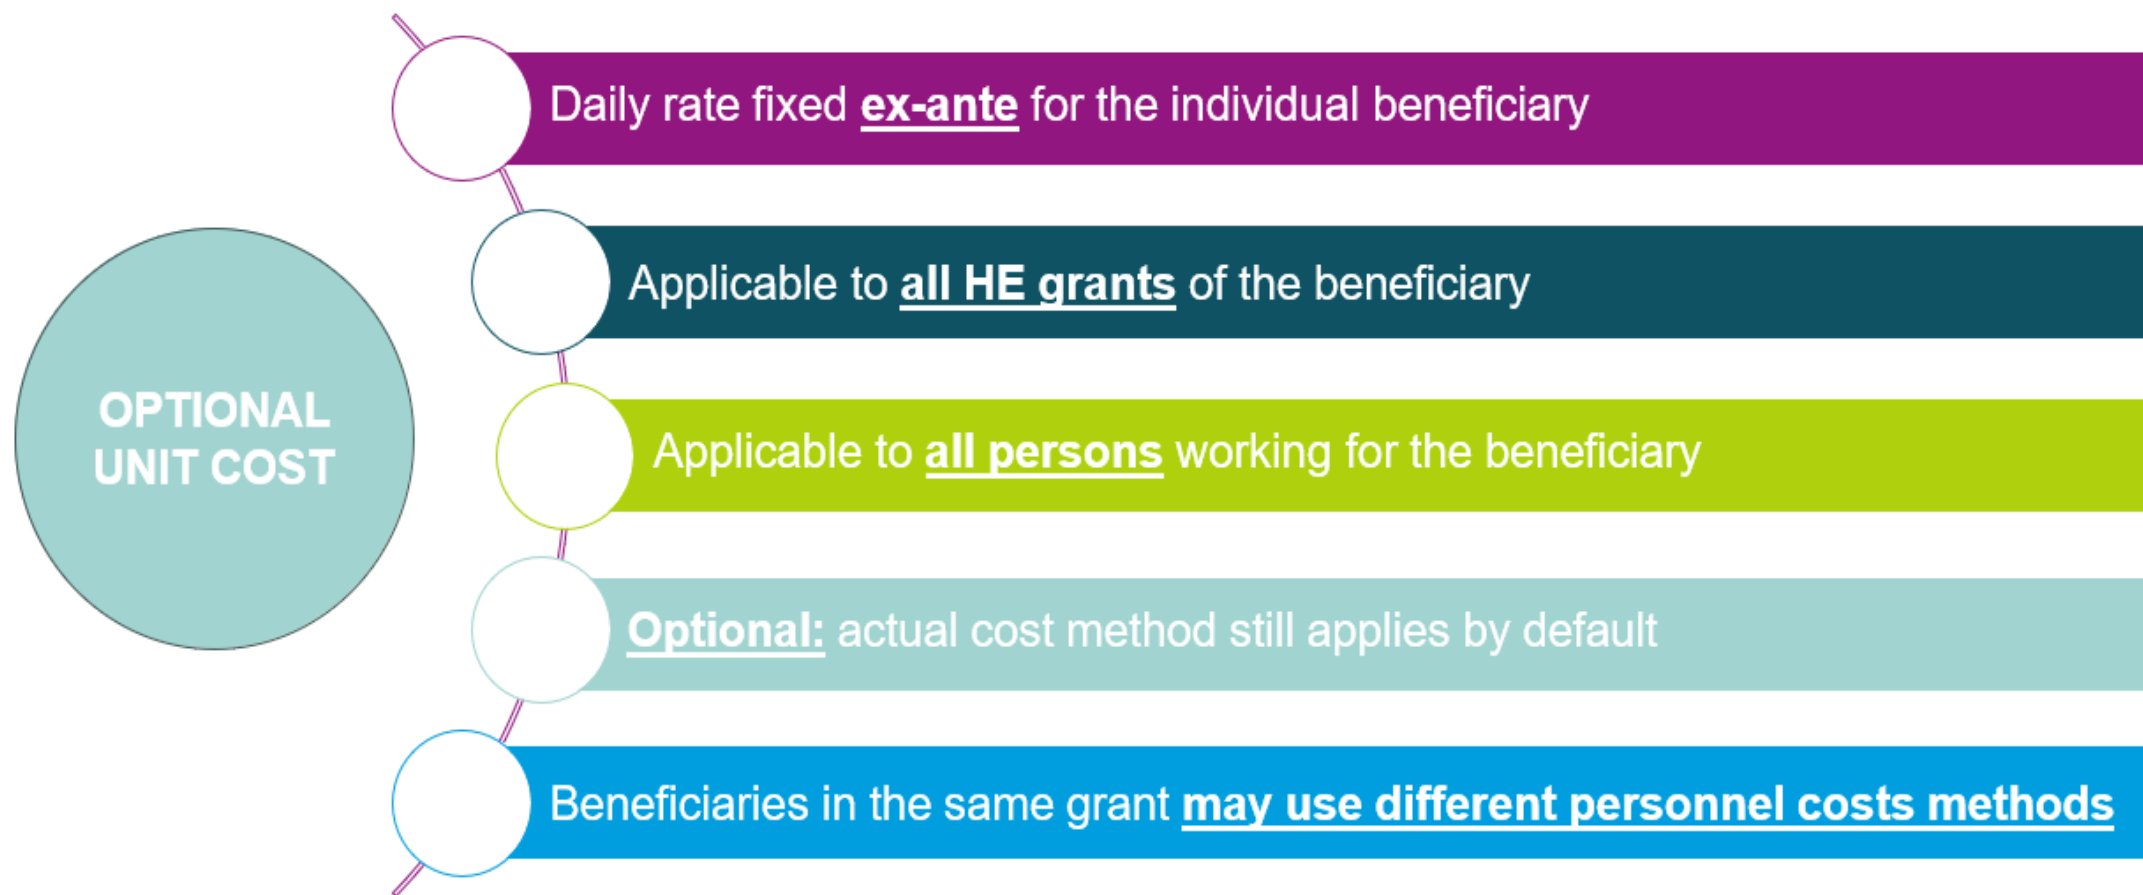 OPTIONAL
UNIT COST
Daily rate fixed ex-ante for the individual beneficiary
Applicable to all HE grants of the beneficiary
Applicable to all persons working for the beneficiary
Optional: actual cost method still applies by default
Beneficiaries in the same grant may use different personnel costs methods